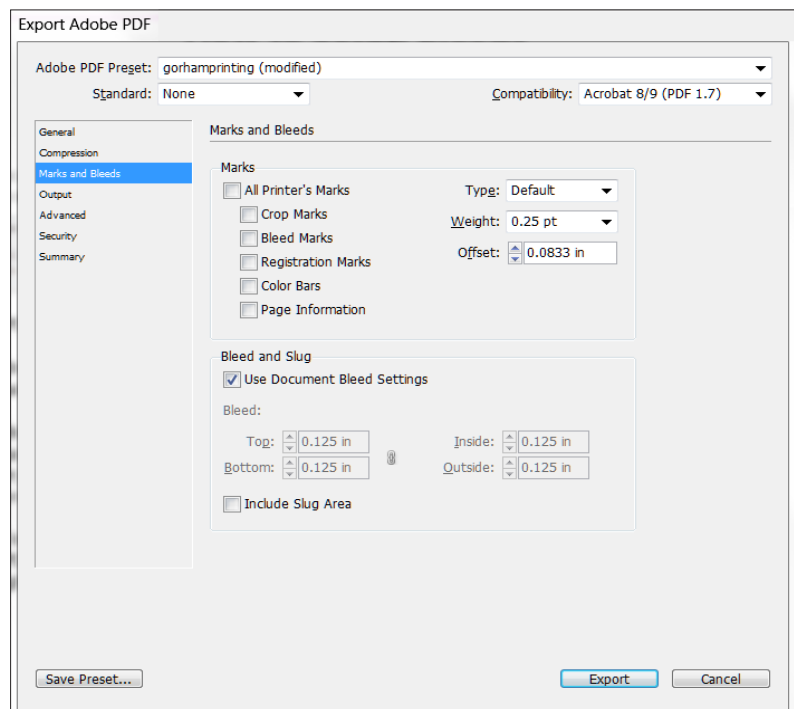 Export Adobe PDF
Adobe PDF Preset: gorhamprinting (modified)
Standard: None Compatibility: Acrobat 8/9 (PDF 1.7)
General
Compression
Marks and Bleeds
Output
Advanced
Security
Summary
Marks and Bleeds
Marks
All Printer's Marks Type: Default
Crop Marks Weight: 0.25 pt
Bleed Marks Offset: 0.0833 in
Registration Marks
Color Bars
Page Information
Bleed and Slug
Use Document Bleed Settings
Bleed:
Top: 0.125 in Inside: 0.125 in
Bottom: 0.125 in Outside: 0.125 in
Include Slug Area
Save Preset... Export Cancel